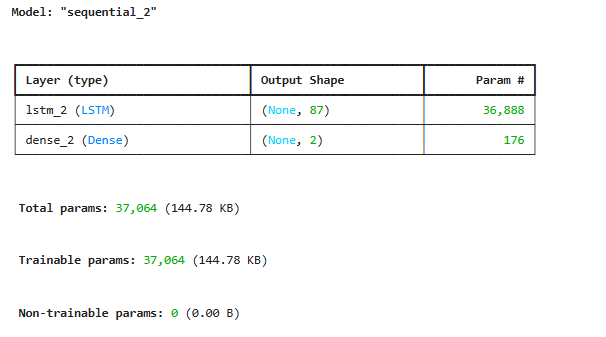 Model: "sequential_2"
Layer (type) Output Shape Param #
lstm_2 (LSTM) (None, 87) 36,888
dense_2 (Dense) (None, 2) 176
Total params: 37,064 (144.78 KB)
Trainable params: 37,064 (144.78 KB)
Non-trainable params: 0 (0.00 B)